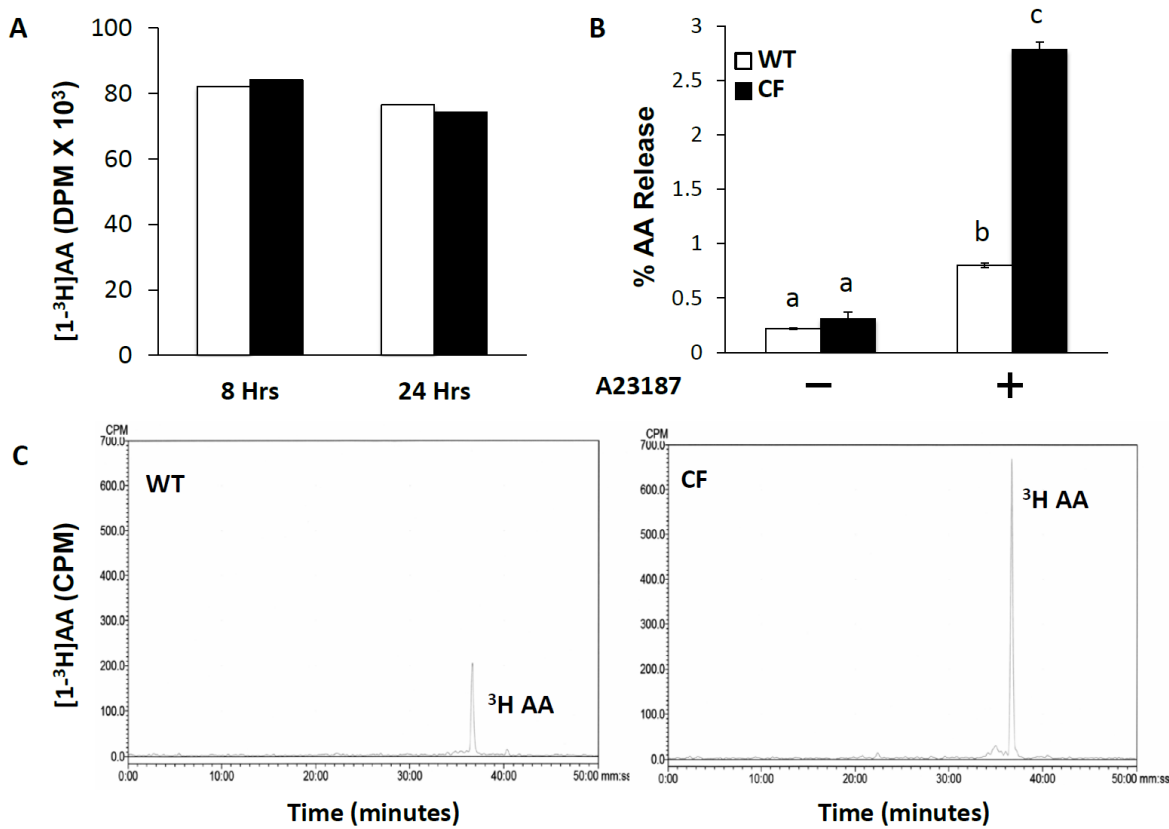 A
[1-³H]AA (DPM X 10³)
100
80
60
40
20
0
8 Hrs
24 Hrs
B
% AA Release
3
2.5
2
1.5
1
0.5
0
WT
CF
a
a
b
c
A23187
−
+
C
[1-³H]AA (CPM)
CPM
700.0
600.0
500.0
400.0
300.0
200.0
100.0
0.0
WT
³H AA
0:00
10:00
20:00
30:00
40:00
50:00 mm:ss
Time (minutes)
CPM
700.0
600.0
500.0
400.0
300.0
200.0
100.0
0.0
CF
³H AA
0:00
10:00
20:00
30:00
40:00
50:00 mm:ss
Time (minutes)